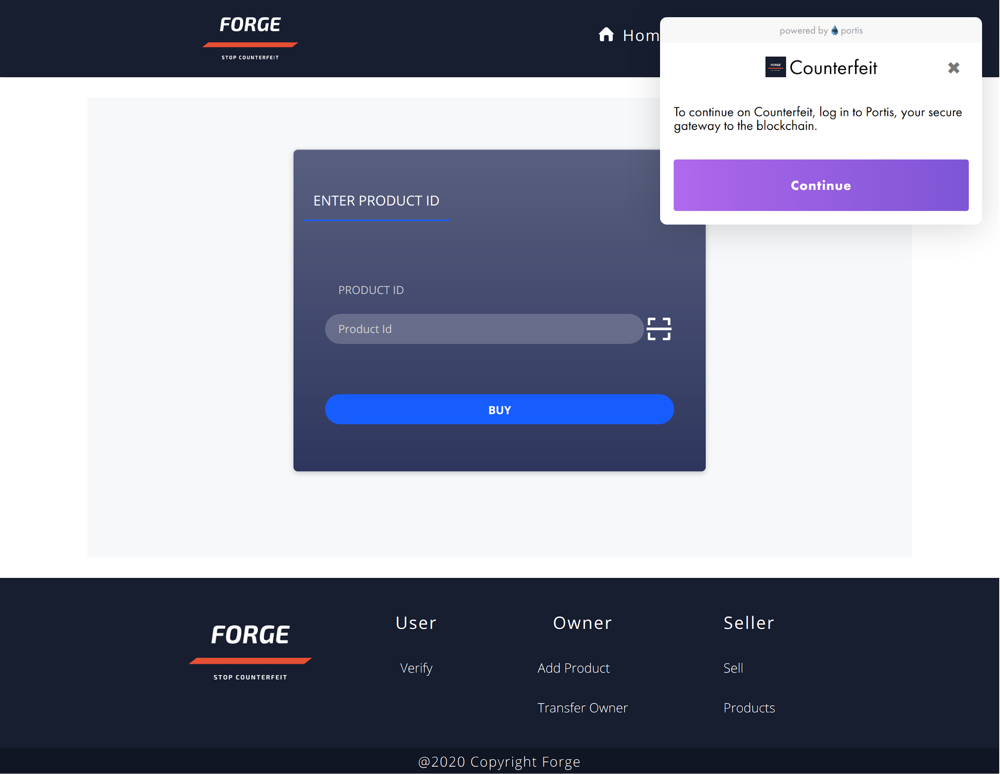 FORGE
STOP COUNTERFEIT
Hom
powered by portis
FORGE
Counterfeit
To continue on Counterfeit, log in to Portis, your secure
gateway to the blockchain.
Continue
ENTER PRODUCT ID
PRODUCT ID
Product Id
BUY
FORGE
STOP COUNTERFEIT
User
Verify
Owner
Add Product
Transfer Owner
Seller
Sell
Products
@2020 Copyright Forge